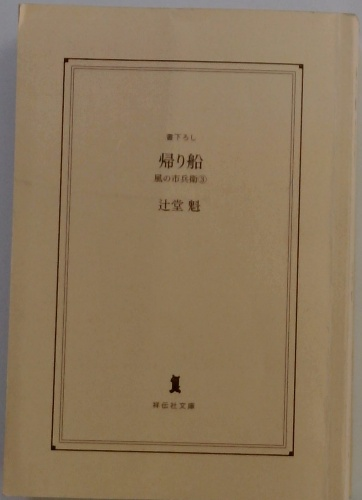 書下ろし
帰り船
風の市兵衛③
辻堂 魁
祥伝社文庫